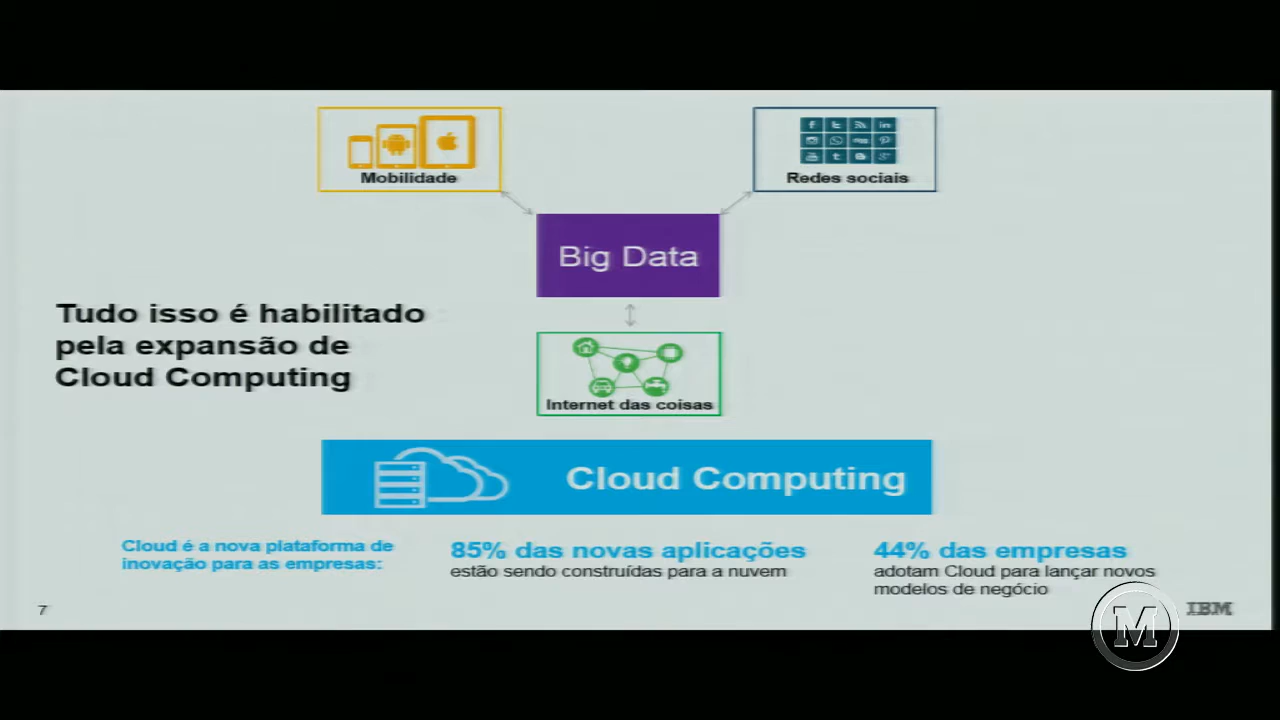 Mobilidade
Redes sociais
Big Data
Tudo isso é habilitado
pela expansão de
Cloud Computing
Internet das coisas
Cloud Computing
Cloud é a nova plataforma de
inovação para as empresas:
85% das novas aplicações
estão sendo construídas para a nuvem
44% das empresas
adotam Cloud para lançar novos
modelos de negócio
7
M
IBM